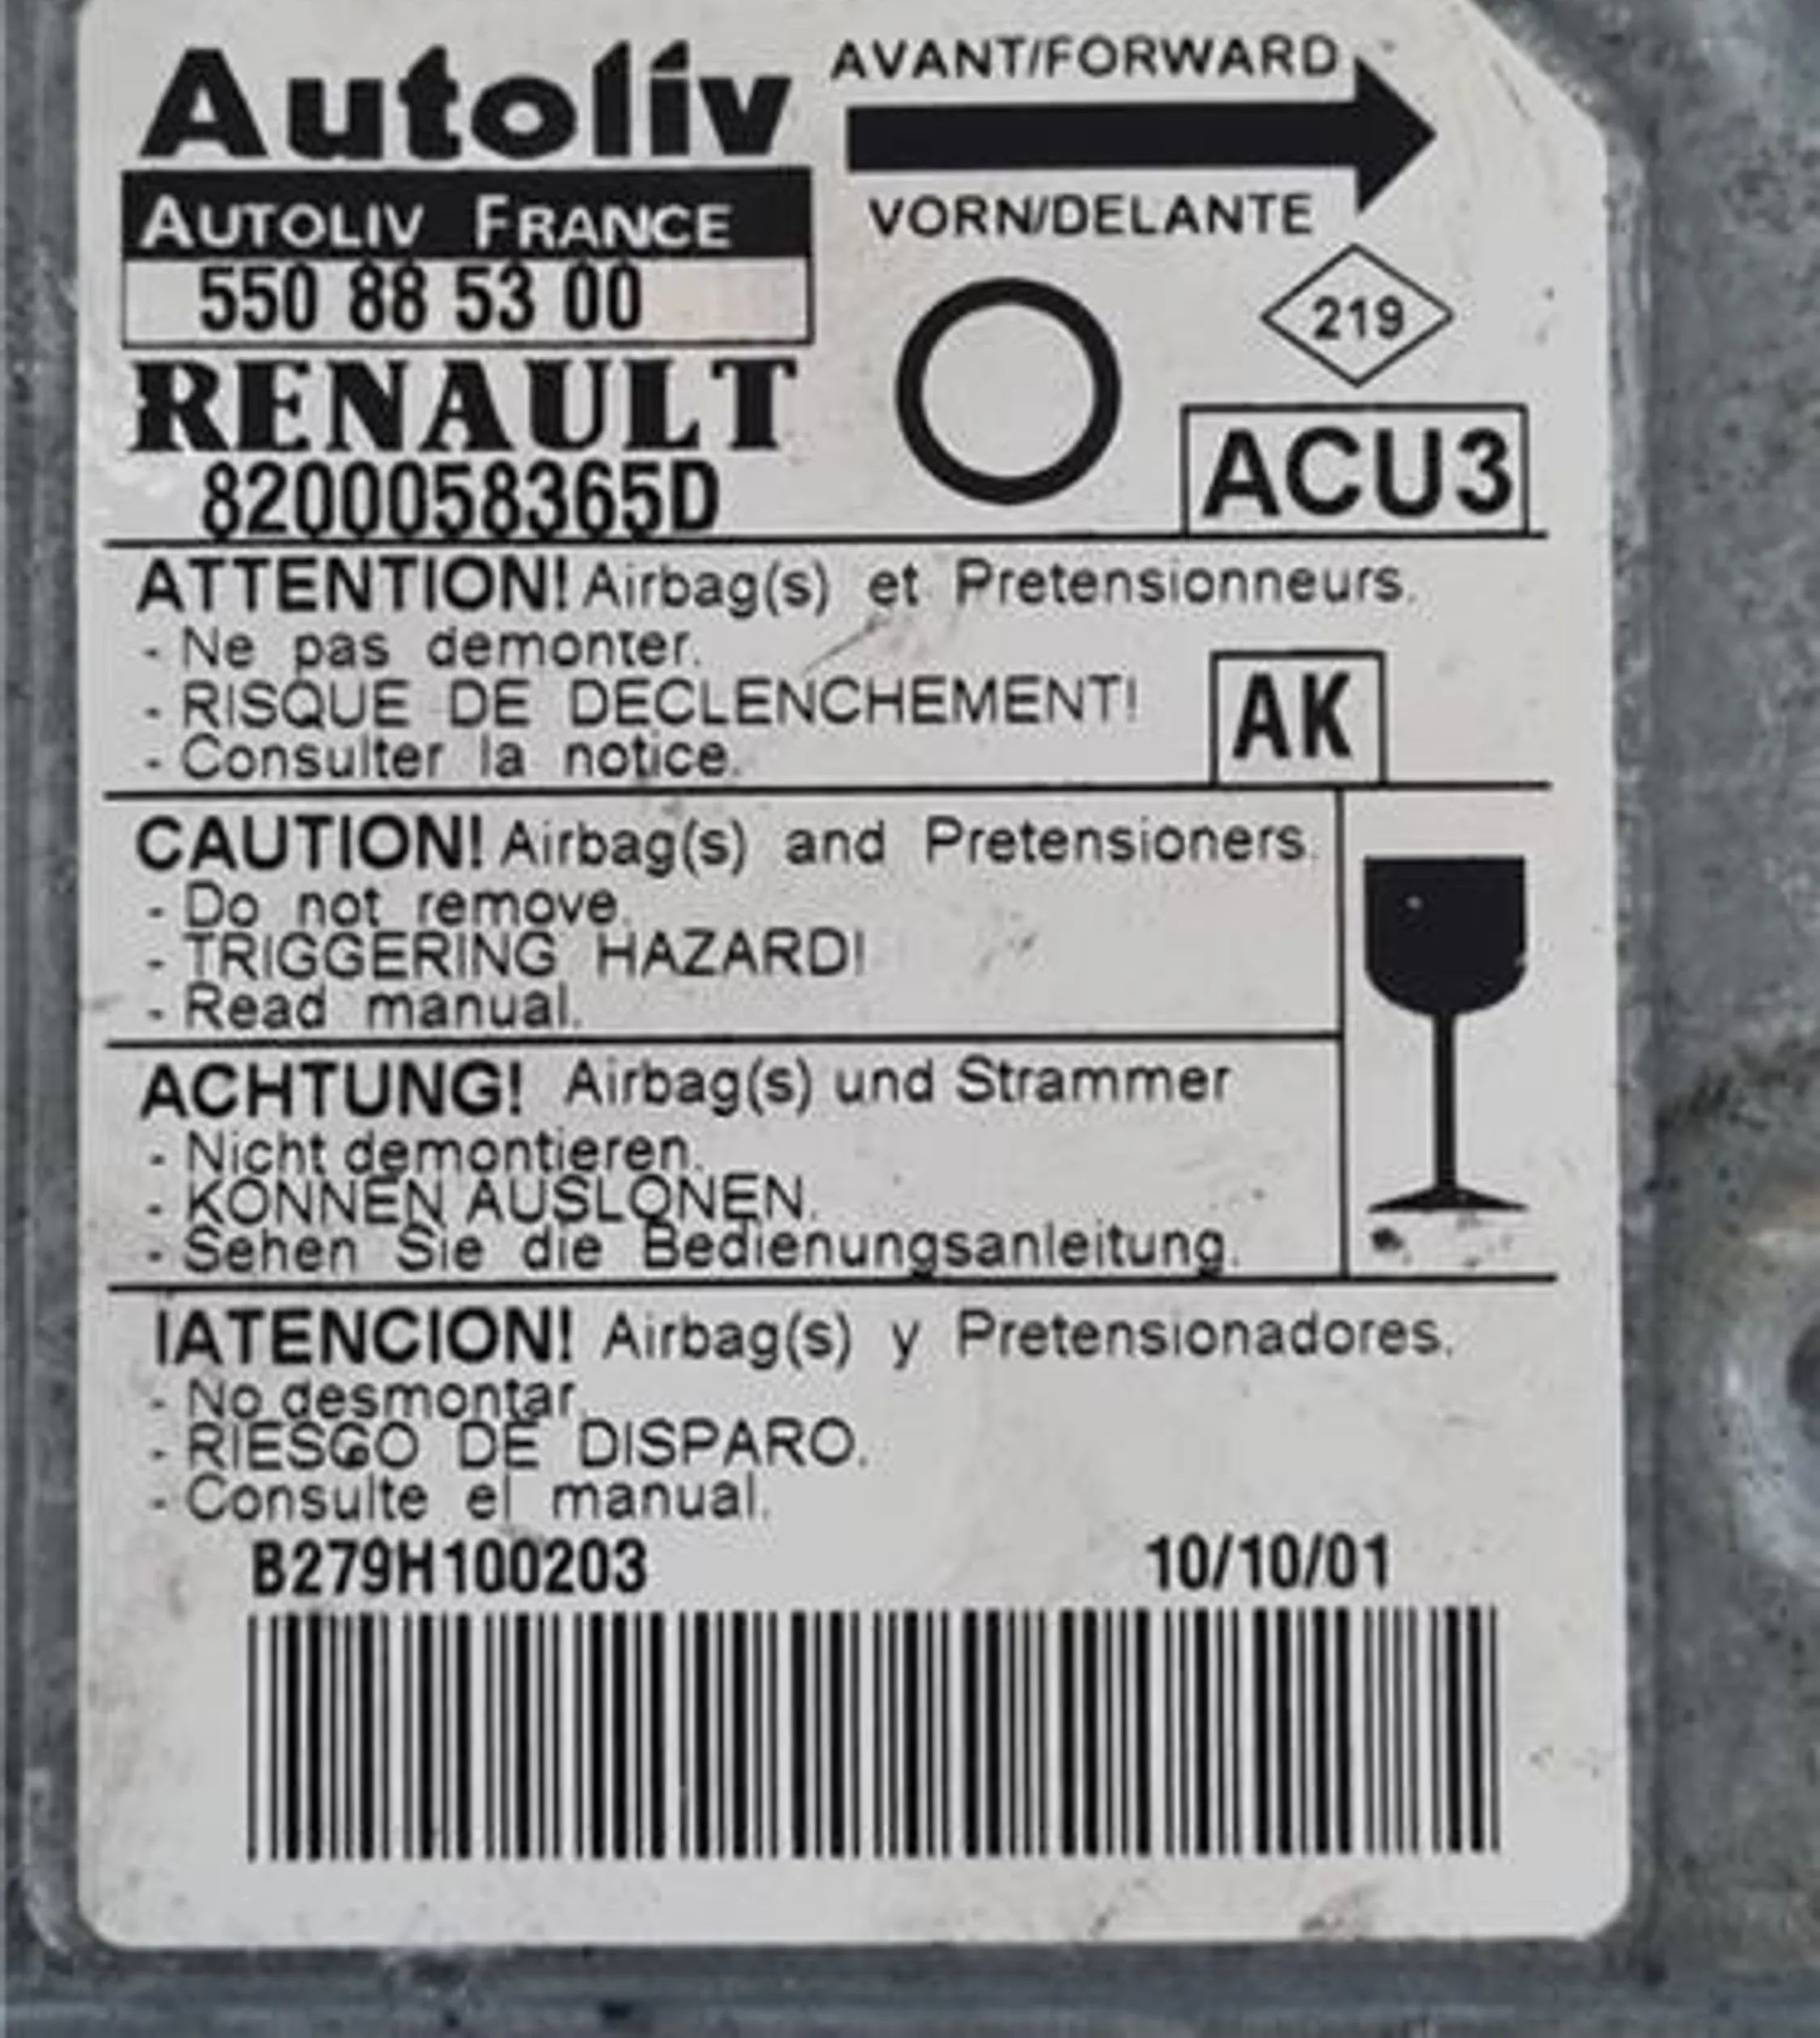 Autoliv
AVANT/FORWARD
AUTOLIV FRANCE
VORN/DELANTE
550 88 53 00
219
RENAULT
8200058365D
ACU3
ATTENTION! Airbag(s) et Pretensionneurs.
- Ne pas demonter.
- RISQUE DE DECLENCHEMENT!
- Consulter la notice.
AK
CAUTION! Airbag(s) and Pretensioners.
- Do not remove.
- TRIGGERING HAZARD!
- Read manual.
ACHTUNG! Airbag(s) und Strammer
- Nicht demontieren.
- KONNEN AUSLONEN.
- Sehen Sie die Bedienungsanleitung.
IATENCION! Airbag(s) y Pretensionadores.
- No desmontar.
- RIESGO DE DISPARO.
- Consulte el manual.
B279H100203
10/10/01